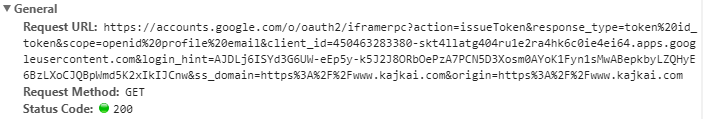 General
Request URL: https://accounts.google.com/o/oauth2/iframerpc?action=issueToken&response_type=token%20id_
token&scope=openid%20profile%20email&client_id=450463283380-skt4llatg404ru1e2ra4hk6c0ie4ei64.apps.goog
leusercontent.com&login_hint=AJDLj6ISYd3G6UW-eEp5y-k5J2J8ORbOePzA7PCN5D3Xosm0AYoK1Fyn1sMwABepkbyLZQHyE
6BzLXoCJQBpWmd5K2xIkIJCnw&ss_domain=https%3A%2F%2Fwww.kajkai.com&origin=https%3A%2F%2Fwww.kajkai.com
Request Method: GET
Status Code: 200